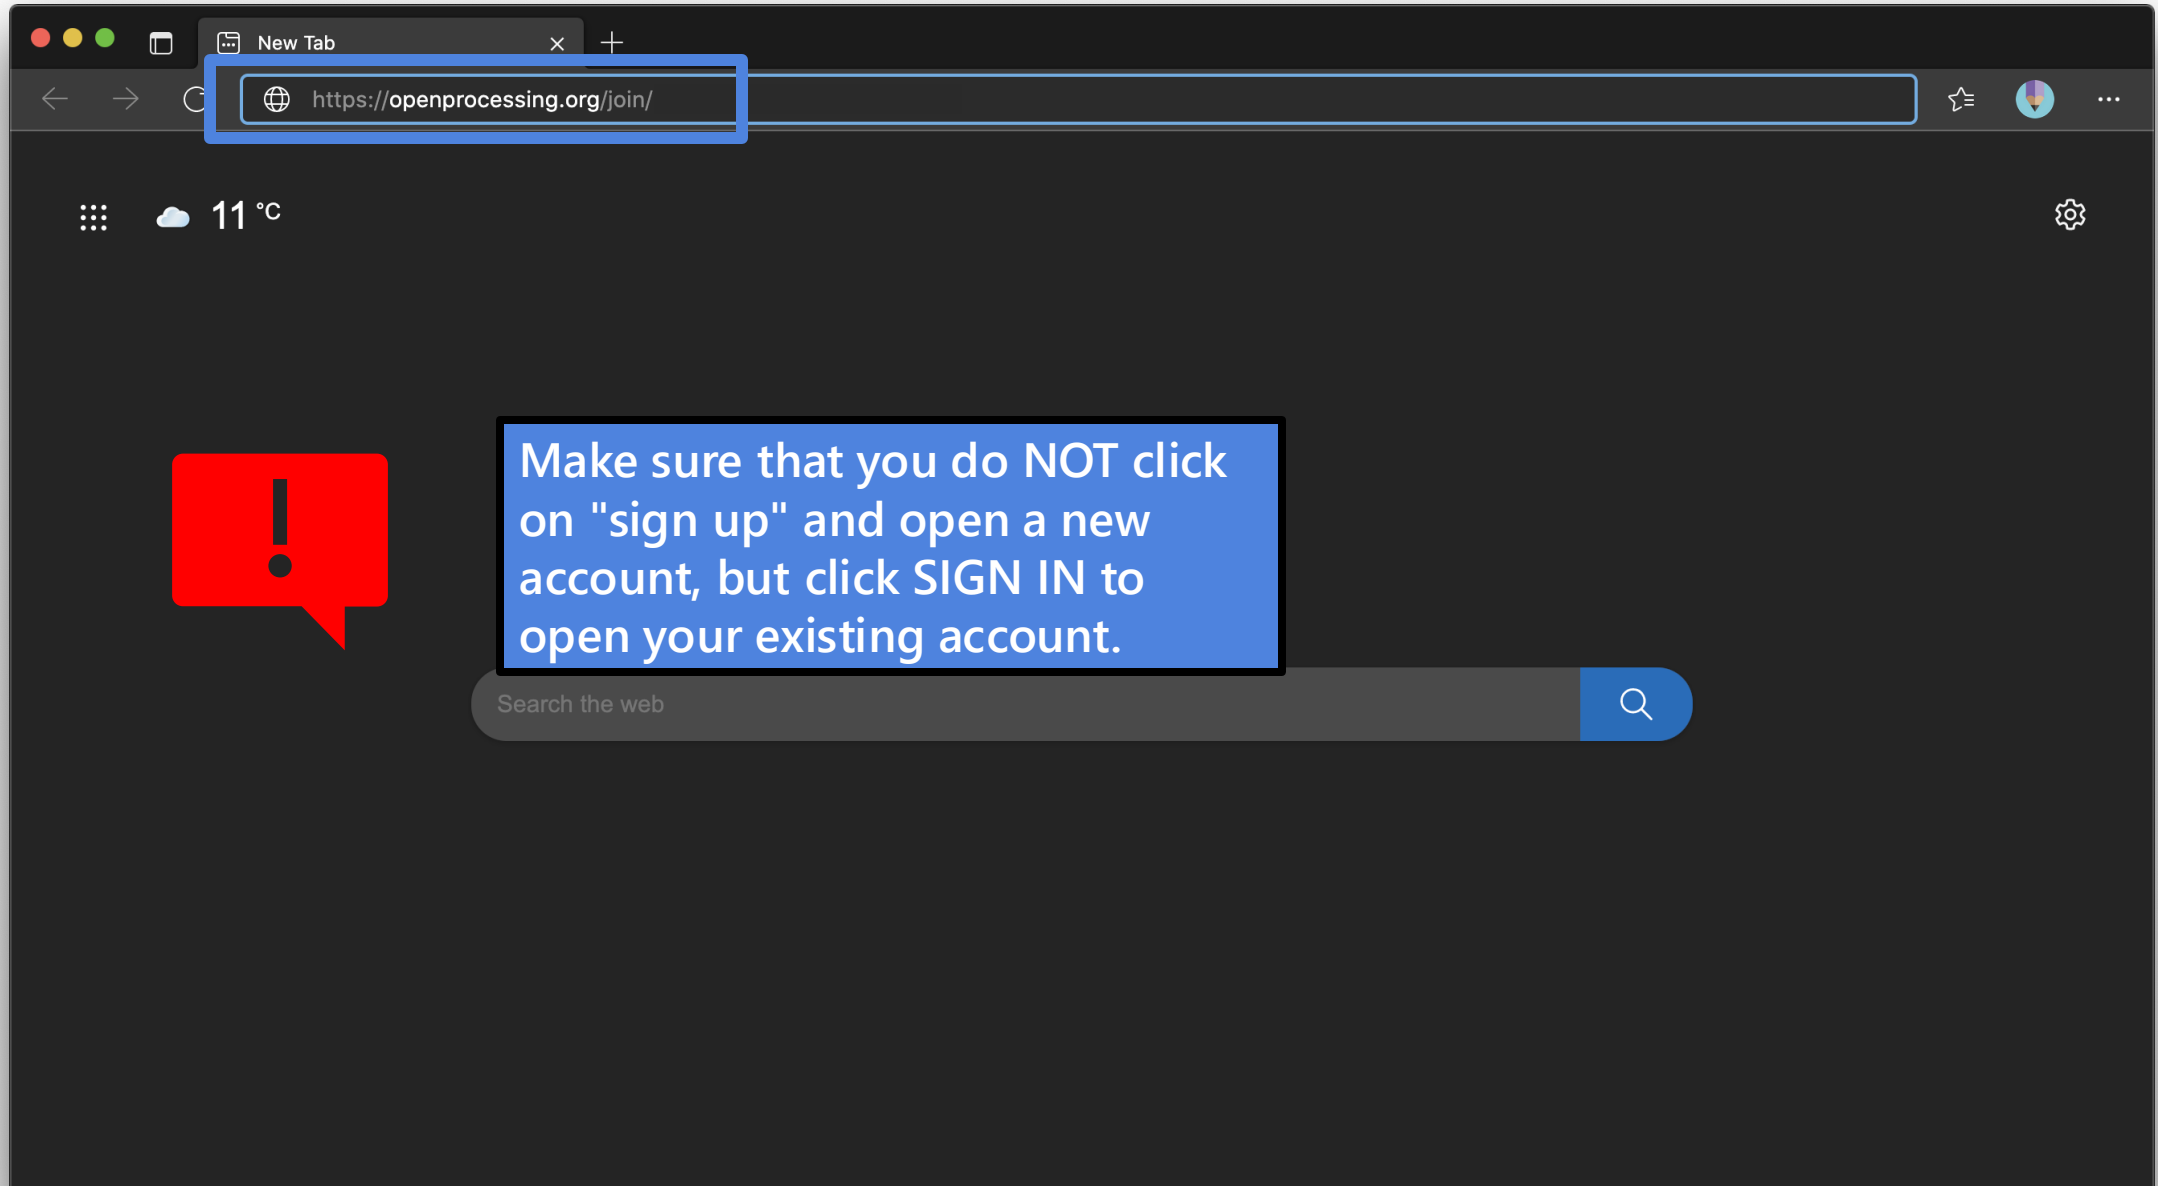 New Tab
https://openprocessing.org/join/
11 °C
Make sure that you do NOT click
on "sign up" and open a new
account, but click SIGN IN to
open your existing account.
Search the web